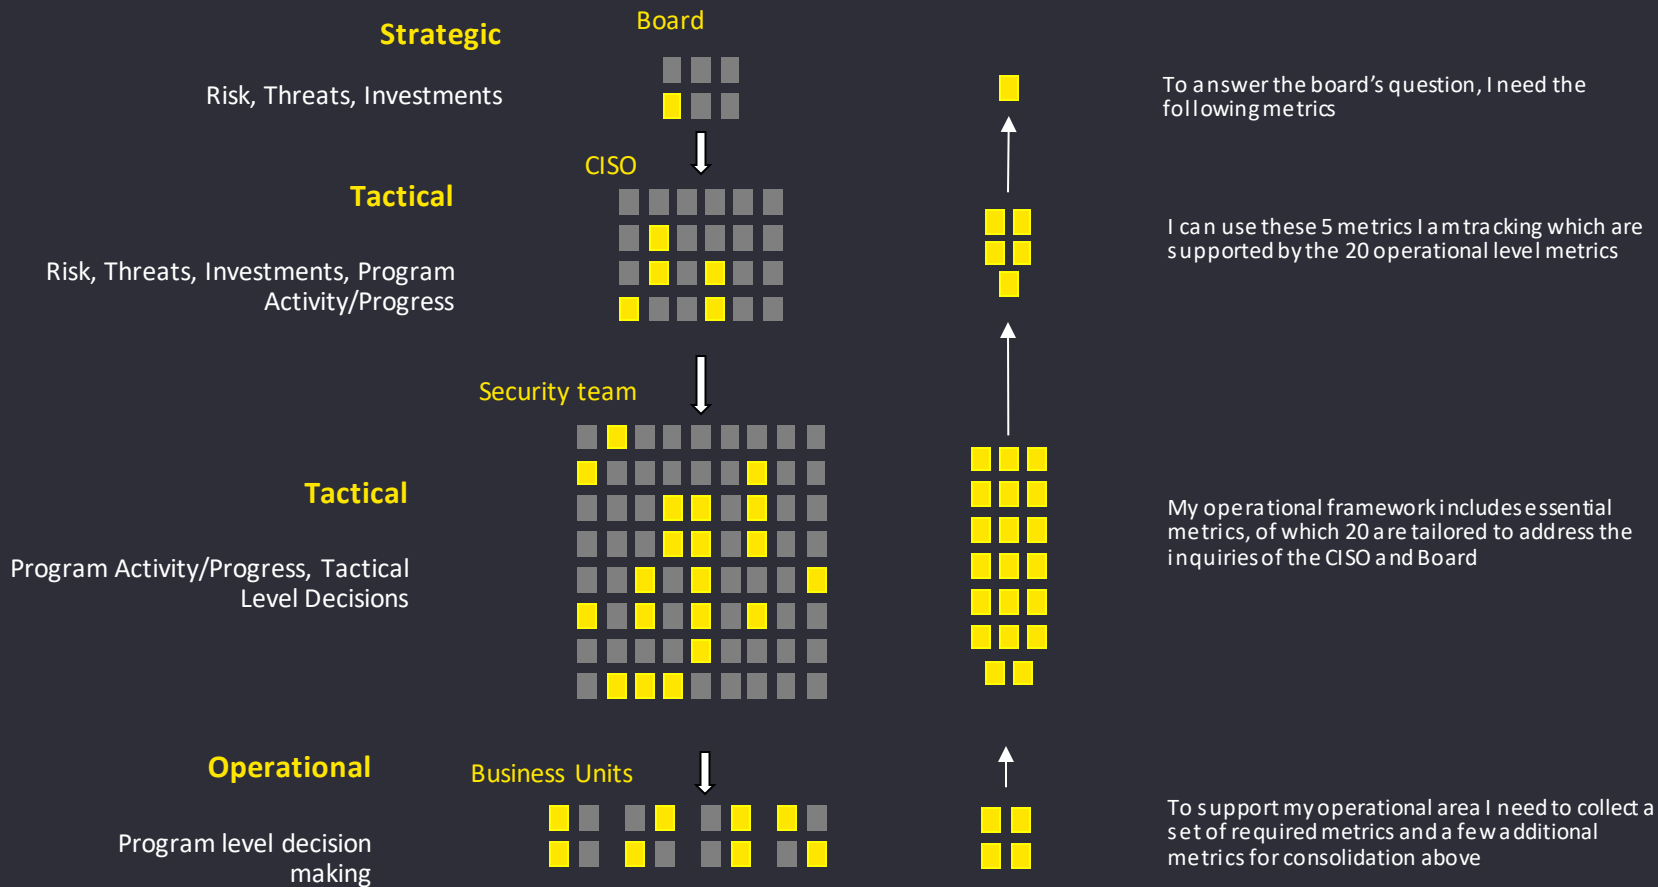 Strategic
Board
Risk, Threats, Investments
To answer the board’s question, I need the
following metrics
CISO
Tactical
Risk, Threats, Investments, Program
Activity/Progress
I can use these 5 metrics I am tracking which are
supported by the 20 operational level metrics
Security team
Tactical
Program Activity/Progress, Tactical
Level Decisions
My operational framework includes essential
metrics, of which 20 are tailored to address the
inquiries of the CISO and Board
Operational
Business Units
Program level decision
making
To support my operational area I need to collect a
set of required metrics and a few additional
metrics for consolidation above